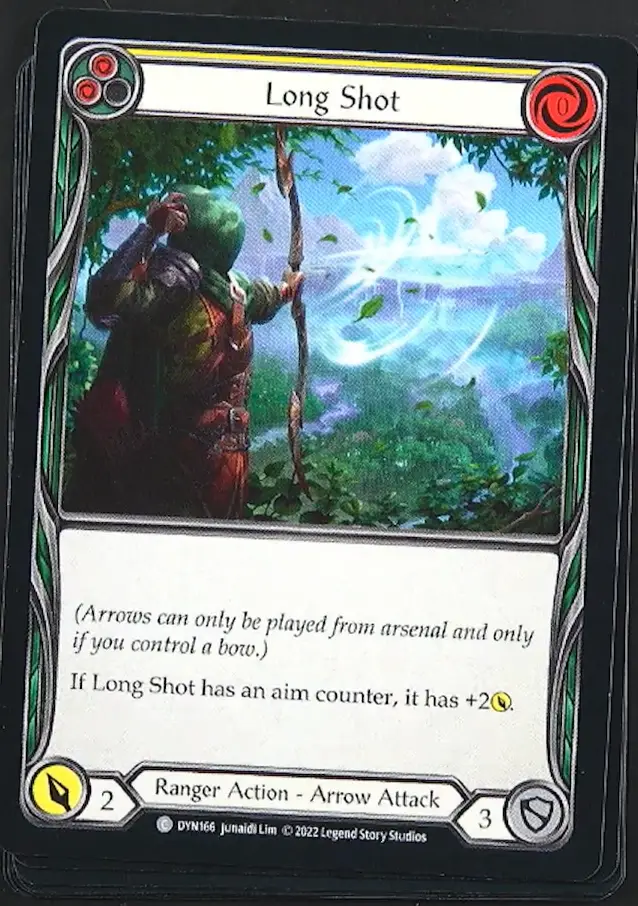 Long Shot
0
(Arrows can only be played from arsenal and only
if you control a bow.)
If Long Shot has an aim counter, it has +2.
2
Ranger Action - Arrow Attack
3
C DYN166 Junaidi Lim © 2022 Legend Story Studios